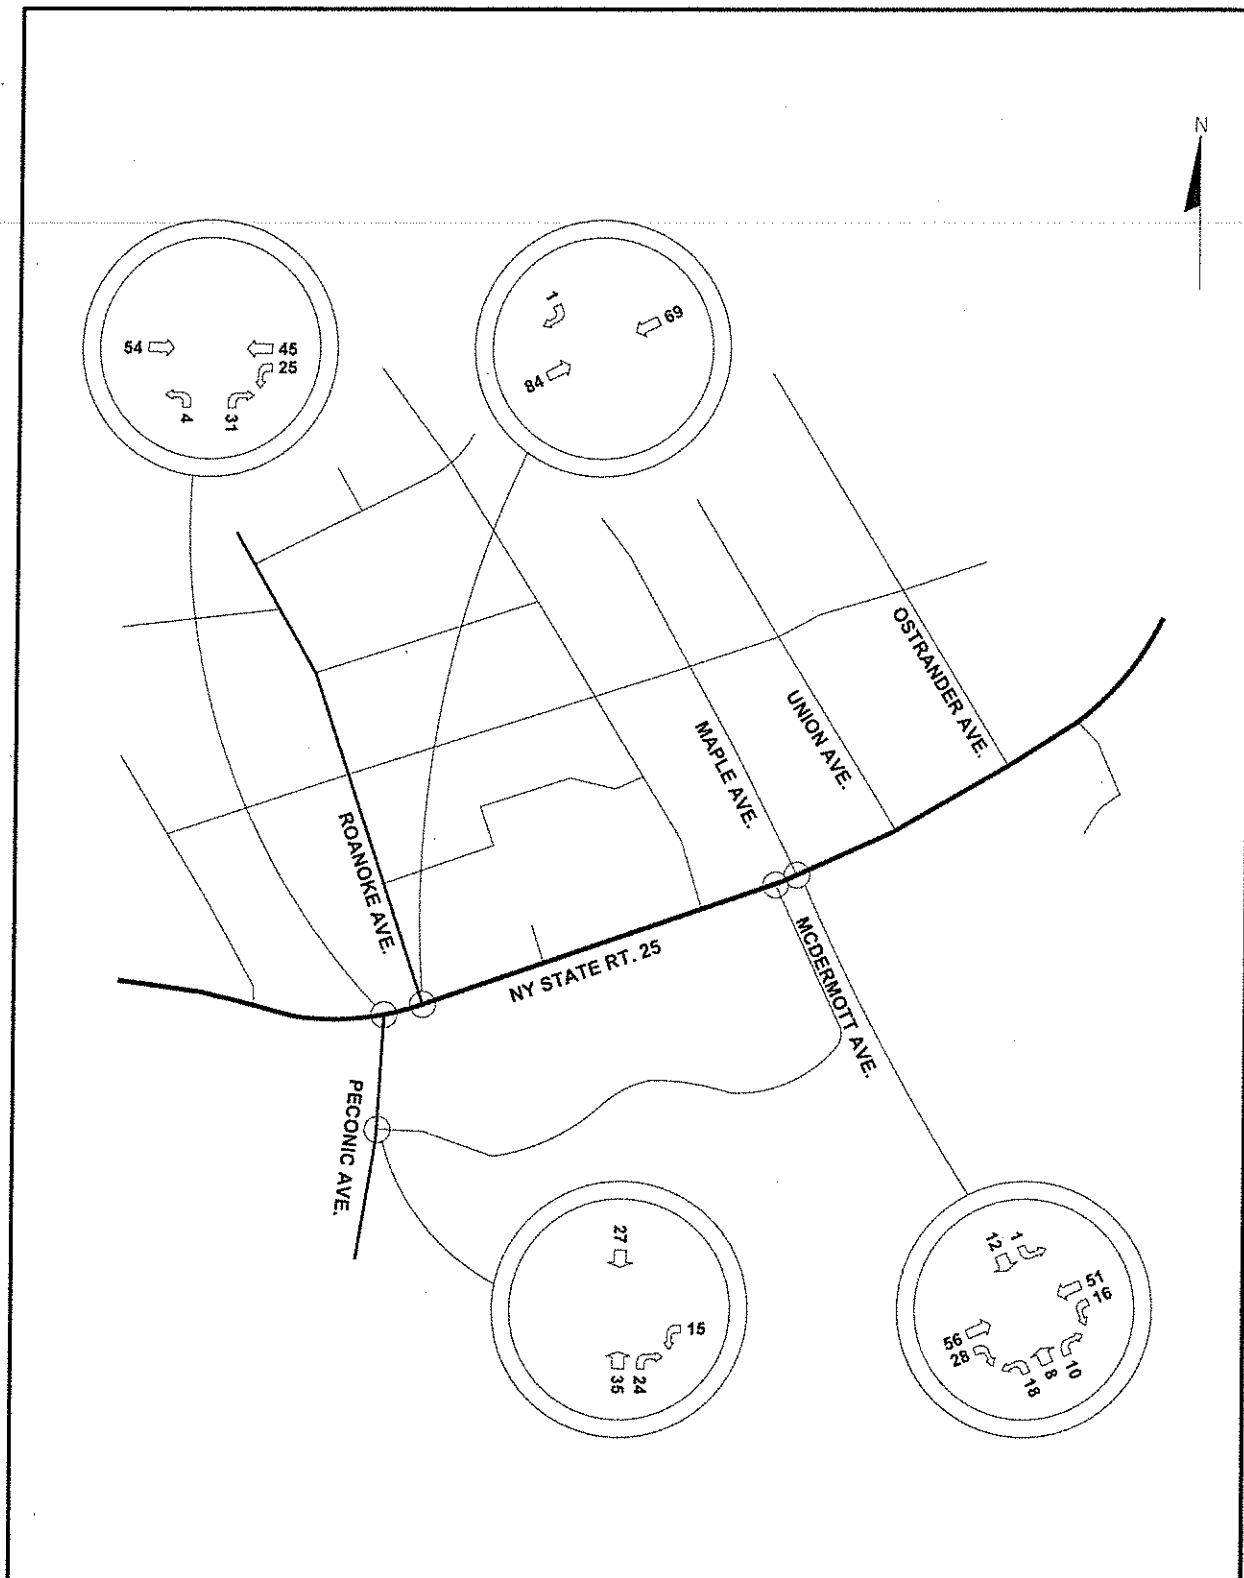 N
54
45
25
4
31
1
69
84
OSTRANDER AVE.
UNION AVE.
MAPLE AVE.
ROANOKE AVE.
NY STATE RT. 25
MCDERMOTT AVE.
PECONIC AVE.
27
15
35
24
12
1
51
16
56
28
18
8
10